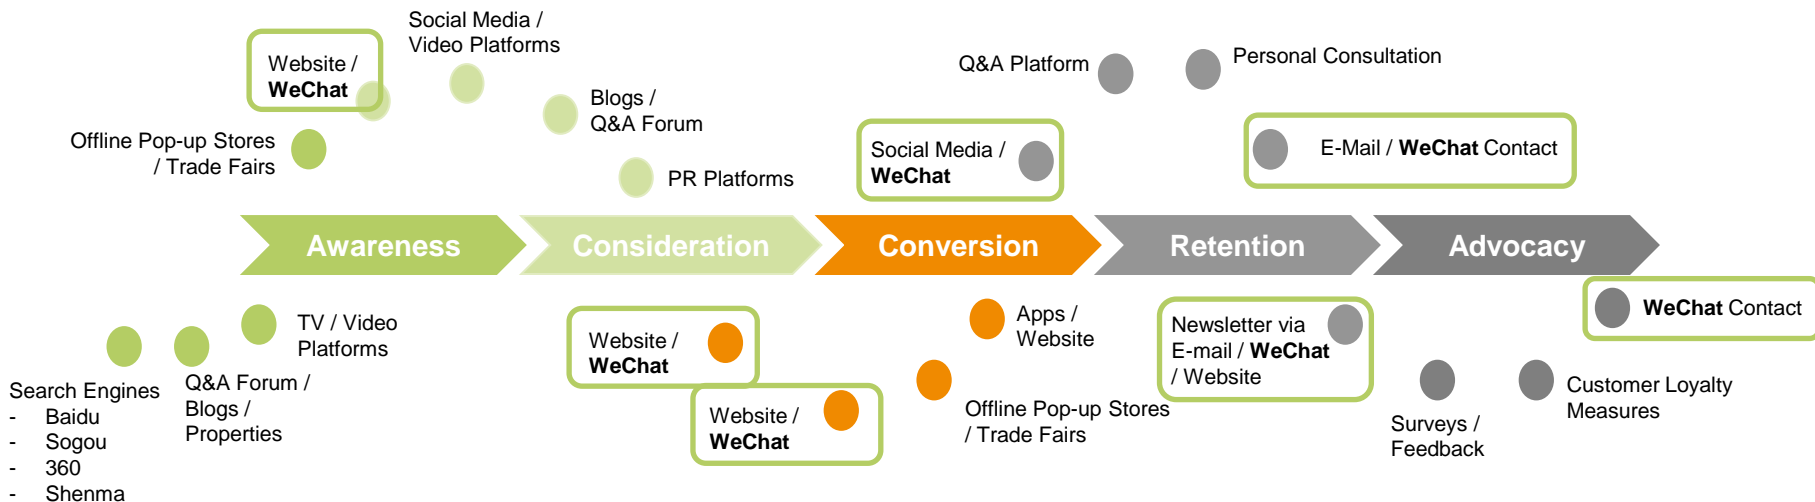 Social Media /
Video Platforms
Website /
WeChat
Blogs /
Q&A Forum
Offline Pop-up Stores
/ Trade Fairs
PR Platforms
Q&A Platform
Personal Consultation
Social Media /
WeChat
E-Mail / WeChat Contact
Awareness
Consideration
Conversion
Retention
Advocacy
TV / Video
Platforms
Search Engines
- Baidu
- Sogou
- 360
- Shenma
Q&A Forum /
Blogs /
Properties
Website /
WeChat
Website /
WeChat
Apps /
Website
Offline Pop-up Stores
/ Trade Fairs
Newsletter via
E-mail / WeChat
/ Website
Surveys /
Feedback
Customer Loyalty
Measures
WeChat Contact